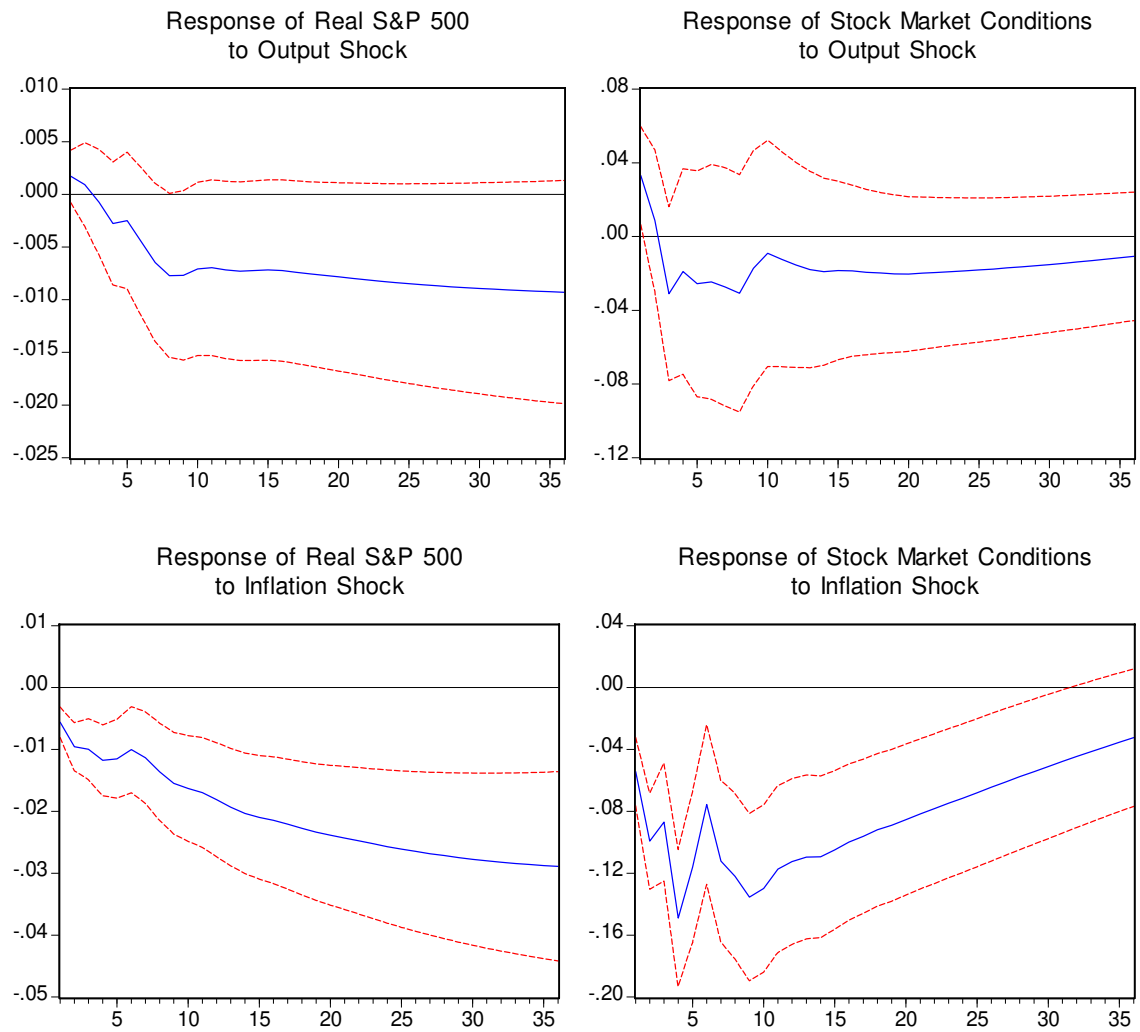 Response of Real S&P 500
to Output Shock
.010
.005
.000
-.005
-.010
-.015
-.020
-.025
5 10 15 20 25 30 35
Response of Stock Market Conditions
to Output Shock
.08
.04
.00
-.04
-.08
-.12
5 10 15 20 25 30 35
Response of Real S&P 500
to Inflation Shock
.01
.00
-.01
-.02
-.03
-.04
-.05
5 10 15 20 25 30 35
Response of Stock Market Conditions
to Inflation Shock
.04
.00
-.04
-.08
-.12
-.16
-.20
5 10 15 20 25 30 35